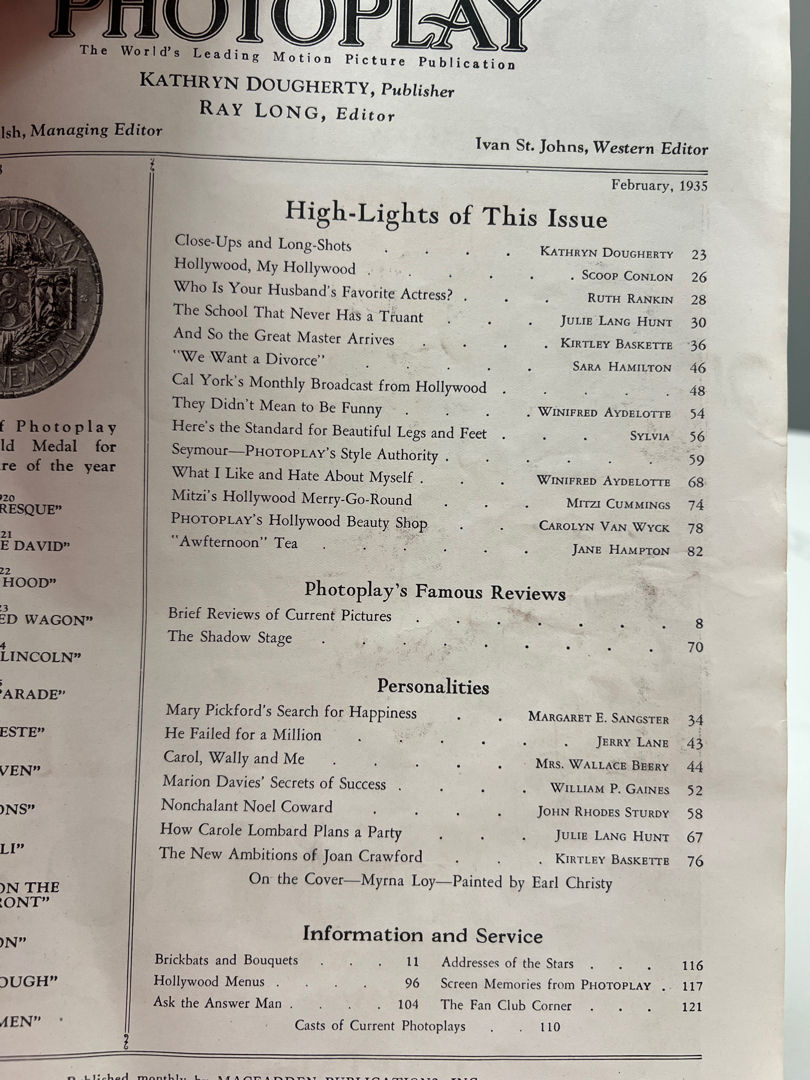 PHOTOPLAY
The World's Leading Motion Picture Publication
KATHRYN DOUGHERTY, Publisher
RAY LONG, Editor
lsh, Managing Editor
Ivan St. Johns, Western Editor
February, 1935
High-Lights of This Issue
Close-Ups and Long-Shots . . . . KATHRYN DOUGHERTY 23
Hollywood, My Hollywood . . . . . . SCOOP CONLON 26
Who Is Your Husband's Favorite Actress? . . . RUTH RANKIN 28
The School That Never Has a Truant . . . JULIE LANG HUNT 30
And So the Great Master Arrives . . . . KIRTLEY BASKETTE 36
"We Want a Divorce" . . . . . SARA HAMILTON 46
Cal York's Monthly Broadcast from Hollywood . . . . . 48
They Didn't Mean to Be Funny . . . . WINIFRED AYDELOTTE 54
Here's the Standard for Beautiful Legs and Feet . . . SYLVIA 56
Seymour—PHOTOPLAY's Style Authority . . . . . . 59
What I Like and Hate About Myself . . . WINIFRED AYDELOTTE 68
Mitzi's Hollywood Merry-Go-Round . . . MITZI CUMMINGS 74
PHOTOPLAY's Hollywood Beauty Shop . . . CAROLYN VAN WYCK 78
"Awfternoon" Tea . . . . . . JANE HAMPTON 82
Photoplay's Famous Reviews
Brief Reviews of Current Pictures . . . . . . . 8
The Shadow Stage . . . . . . . . . 70
Personalities
Mary Pickford's Search for Happiness . . MARGARET E. SANGSTER 34
He Failed for a Million . . . . . . JERRY LANE 43
Carol, Wally and Me . . . . . MRS. WALLACE BEERY 44
Marion Davies' Secrets of Success . . . . WILLIAM P. GAINES 52
Nonchalant Noel Coward . . . . JOHN RHODES STURDY 58
How Carole Lombard Plans a Party . . . JULIE LANG HUNT 67
The New Ambitions of Joan Crawford . . . KIRTLEY BASKETTE 76
On the Cover—Myrna Loy—Painted by Earl Christy
Information and Service
Brickbats and Bouquets . . . 11
Hollywood Menus . . . . 96
Ask the Answer Man . . . . 104
Addresses of the Stars . . . 116
Screen Memories from PHOTOPLAY . 117
The Fan Club Corner . . . 121
Casts of Current Photoplays . . 110
f Photoplay
ld Medal for
re of the year
920
RESQUE"
21
E DAVID"
22
HOOD"
23
ED WAGON"
4
LINCOLN"
5
PARADE"
ESTE"
VEN"
ONS"
LI"
ON THE
RONT"
ON"
OUGH"
MEN"
Published monthly by MACFADDEN PUBLICATIONS, INC.